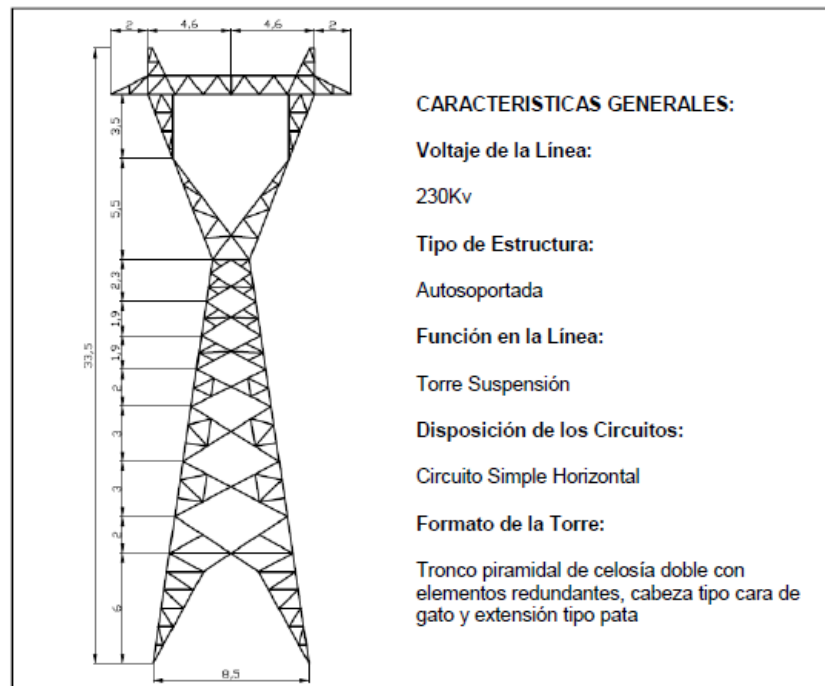 2
4,6
4,6
2
33,5
3,5
5,5
2,3
1,9
1,9
2
3
3
2
6
8,5
CARACTERISTICAS GENERALES:
Voltaje de la Línea:
230Kv
Tipo de Estructura:
Autosoportada
Función en la Línea:
Torre Suspensión
Disposición de los Circuitos:
Circuito Simple Horizontal
Formato de la Torre:
Tronco piramidal de celosía doble con
elementos redundantes, cabeza tipo cara de
gato y extensión tipo pata